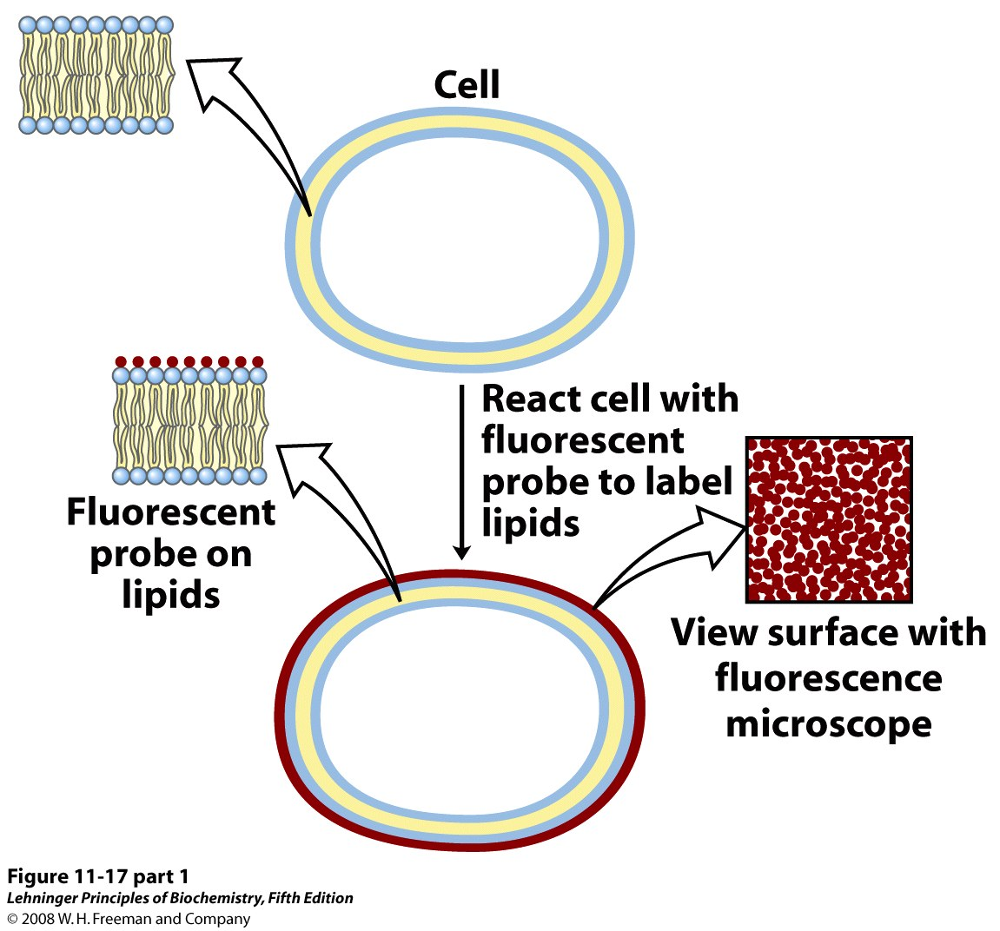 Cell
React cell with
fluorescent
probe to label
lipids
Fluorescent
probe on
lipids
View surface with
fluorescence
microscope
Figure 11-17 part 1
Lehninger Principles of Biochemistry, Fifth Edition
© 2008 W. H. Freeman and Company